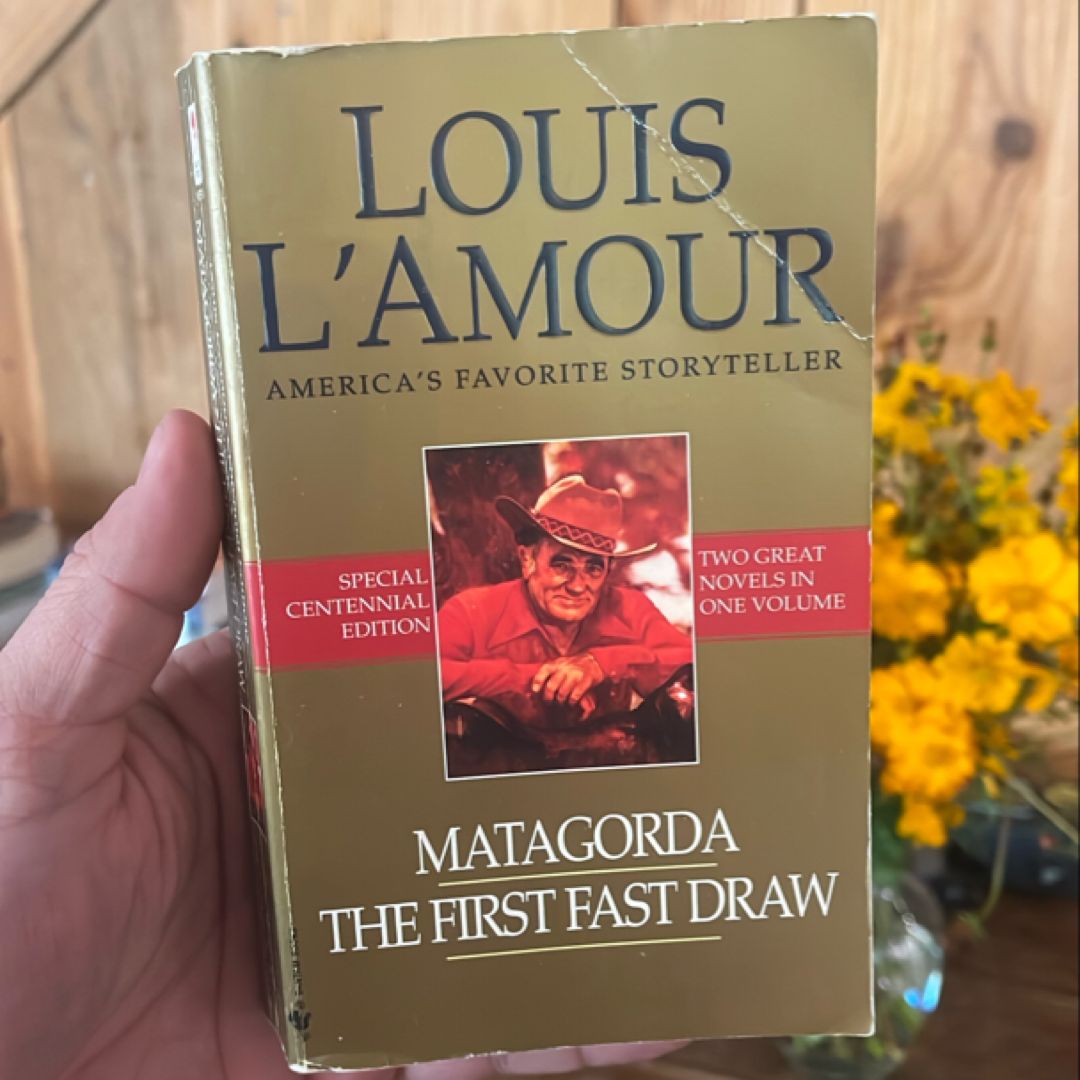 LOUIS
L'AMOUR
AMERICA'S FAVORITE STORYTELLER
SPECIAL
CENTENNIAL
EDITION
TWO GREAT
NOVELS IN
ONE VOLUME
MATAGORDA
THE FIRST FAST DRAW